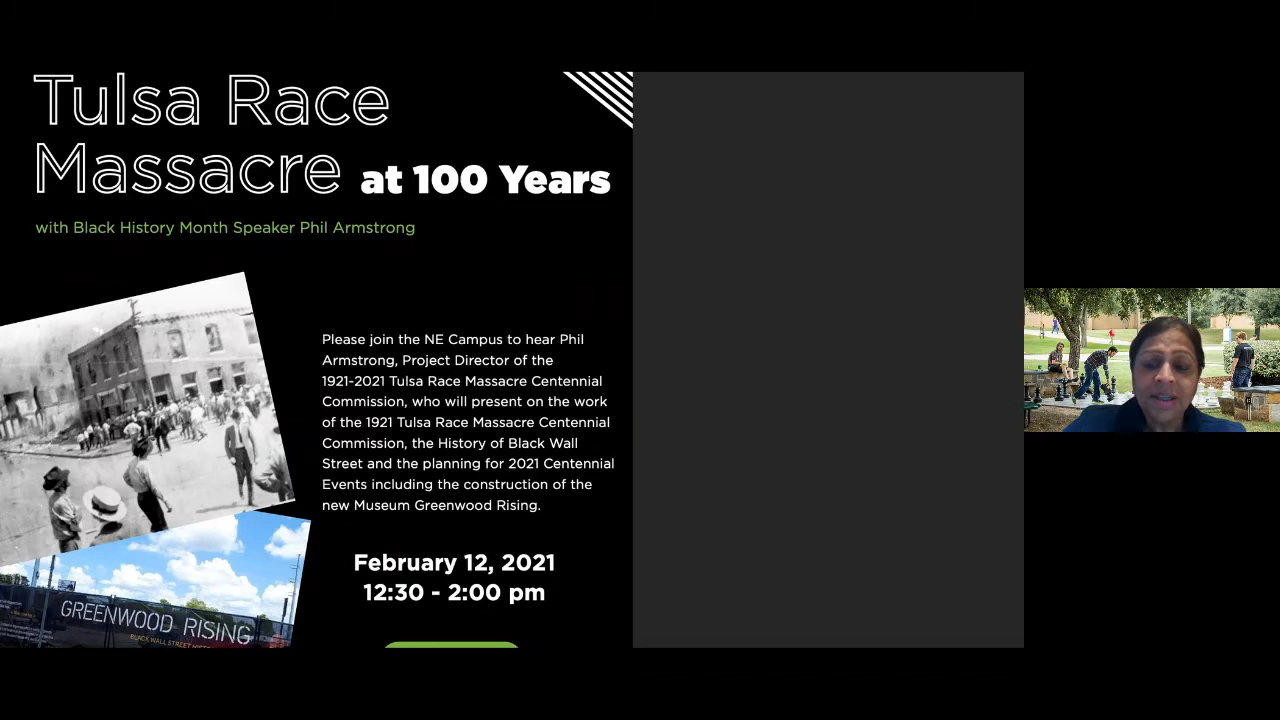 Tulsa Race
Massacre at 100 Years
with Black History Month Speaker Phil Armstrong
Please join the NE Campus to hear Phil
Armstrong, Project Director of the
1921-2021 Tulsa Race Massacre Centennial
Commission, who will present on the work
of the 1921 Tulsa Race Massacre Centennial
Commission, the History of Black Wall
Street and the planning for 2021 Centennial
Events including the construction of the
new Museum Greenwood Rising.
February 12, 2021
12:30 - 2:00 pm
GREENWOOD RISING
BLACK WALL STREET